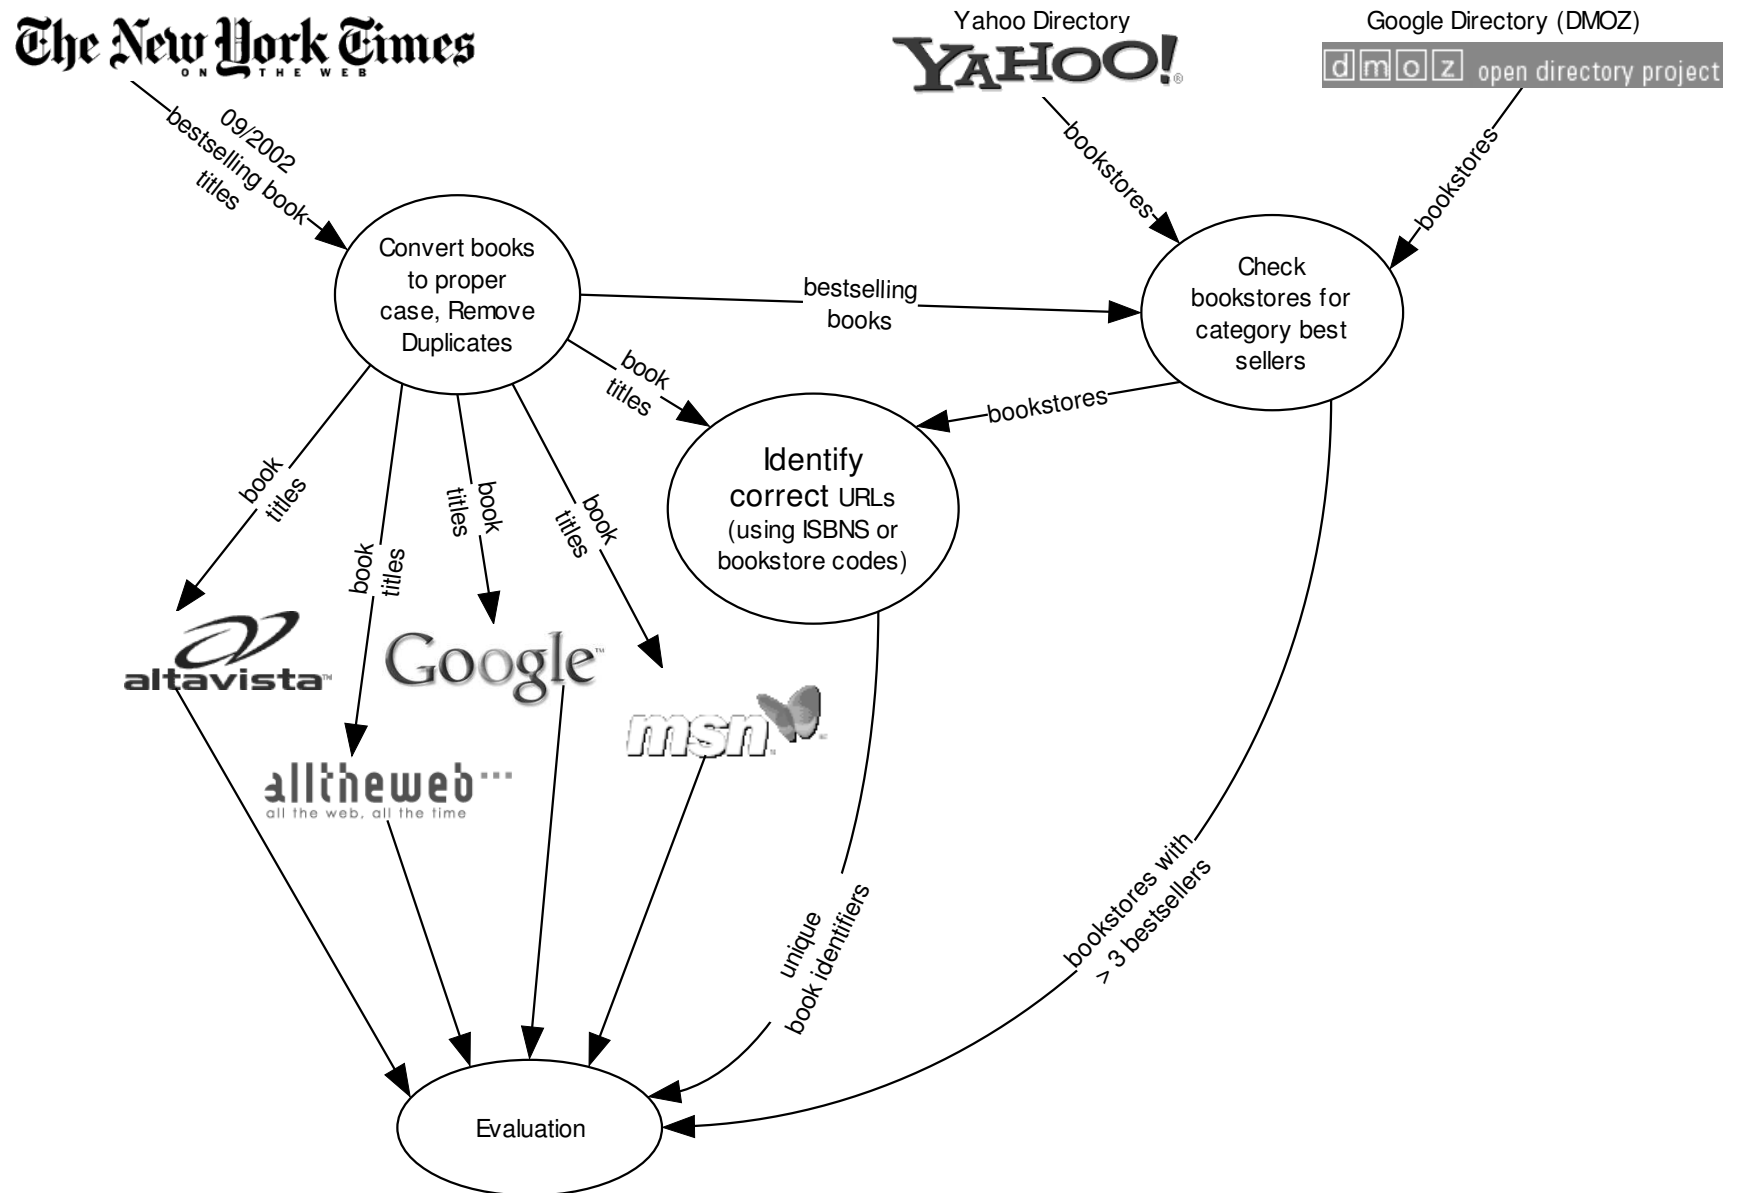 The New York Times
ON THE WEB
Yahoo Directory
YAHOO!®
Google Directory (DMOZ)
dmoz open directory project
09/2002
bestselling book
titles
bookstores
bookstores
Convert books
to proper
case, Remove
Duplicates
bestselling
books
Check
bookstores for
category best
sellers
book
titles
bookstores
Identify
correct URLs
(using ISBNS or
bookstore codes)
book
titles
book
titles
book
titles
book
titles
altavista™
Google™
msn
alltheweb
all the web, all the time
unique
book identifiers
bookstores with
> 3 bestsellers
Evaluation